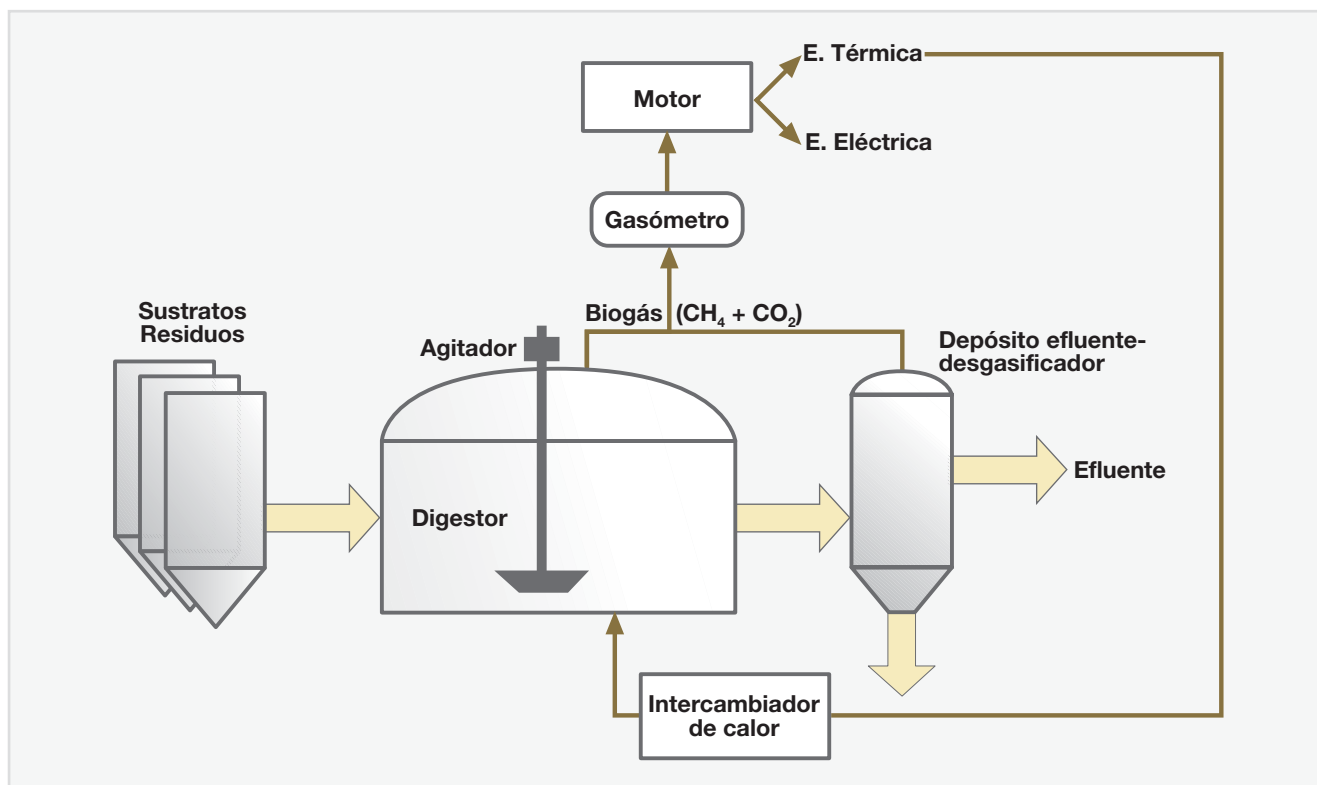 E. Térmica
Motor
E. Eléctrica
Gasómetro
Sustratos
Residuos
Biogás (CH₄ + CO₂)
Agitador
Depósito efluente-
desgasificador
Efluente
Digestor
Intercambiador
de calor